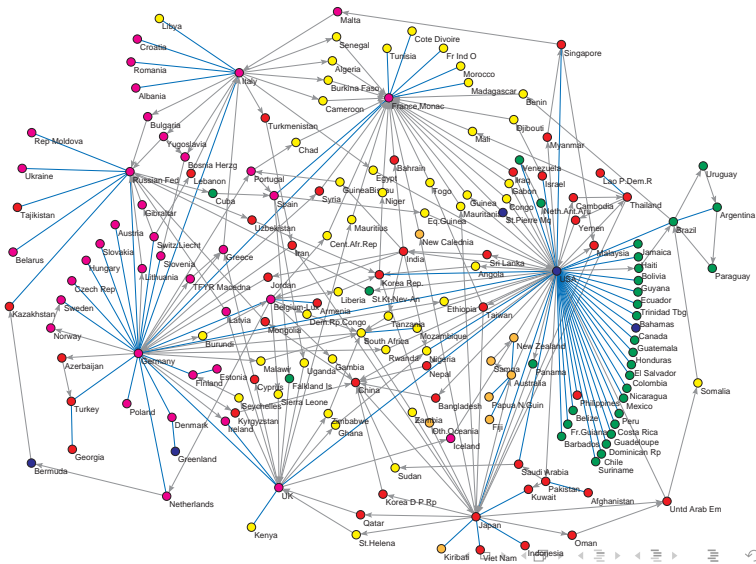 Malta
Libya
Cote Divoire
Senegal
Croatia
Fr Ind O
Singapore
Tunisia
Romania
Algeria
Morocco
Italy
Madagascar
Albania
Burkina Faso
France,Monac
Benin
Cameroon
Bulgaria
Turkmenistan
Djibouti
Rep Moldova
Yugoslavia
Mali
Myanmar
Chad
Bosna Herzg
Bahrain
Venezuela
Ukraine
Russian Fed
Lebanon
Portugal
Egypt
Iraq
Israel
Lao P.Dem.R
Uruguay
Cuba
Spain
Syria
Togo
Gabon
Niger
Guinea
Congo
Cambodia
Thailand
Tajikistan
Gibraltar
Mauritania
St.Pierre Mq
Neth.Ant.Aru
Argentina
Uzbekistan
Mauritius
Eq.Guinea
Yemen
Brazil
Austria
Switz.Liecht
Cent.Afr.Rep
New Calednia
Slovakia
Greece
Iran
India
Malaysia
Jamaica
Belarus
Hungary
Slovenia
Sri Lanka
Haiti
Czech Rep
Lithuania
TFYR Macedna
Jordan
Korea Rep.
Angola
USA
Bolivia
Paraguay
Guyana
Sweden
Liberia
St.Kt-Nev-An
Ecuador
Kazakhstan
Latvia
Belgium-Lux
Armenia
Ethiopia
Taiwan
Trinidad Tbg
Norway
Mongolia
Dem.Rp.Congo
Tanzania
Bahamas
Burundi
South Africa
Mozambique
New Zealand
Canada
Germany
Rwanda
Nigeria
Guatemala
Azerbaijan
Malawi
Uganda
Gambia
Nepal
Samoa
Panama
Honduras
Finland
Estonia
Cyprus
Falkland Is
China
Australia
El Salvador
Colombia
Turkey
Poland
Seychelles
Sierra Leone
Bangladesh
Papua N.Guin
Philippines
Nicaragua
Denmark
Ireland
Kyrgyzstan
Zimbabwe
Zambia
Fiji
Belize
Mexico
Ghana
Oth.Oceania
Fr.Guiana
Peru
Georgia
Greenland
Iceland
Barbados
Costa Rica
Guadeloupe
Dominican Rp
Bermuda
UK
Sudan
Saudi Arabia
Chile
Suriname
Netherlands
Korea D P Rp
Kuwait
Pakistan
Afghanistan
Untd Arab Em
Somalia
Qatar
Japan
Kenya
St.Helena
Oman
Kiribati
Viet Nam
Indonesia